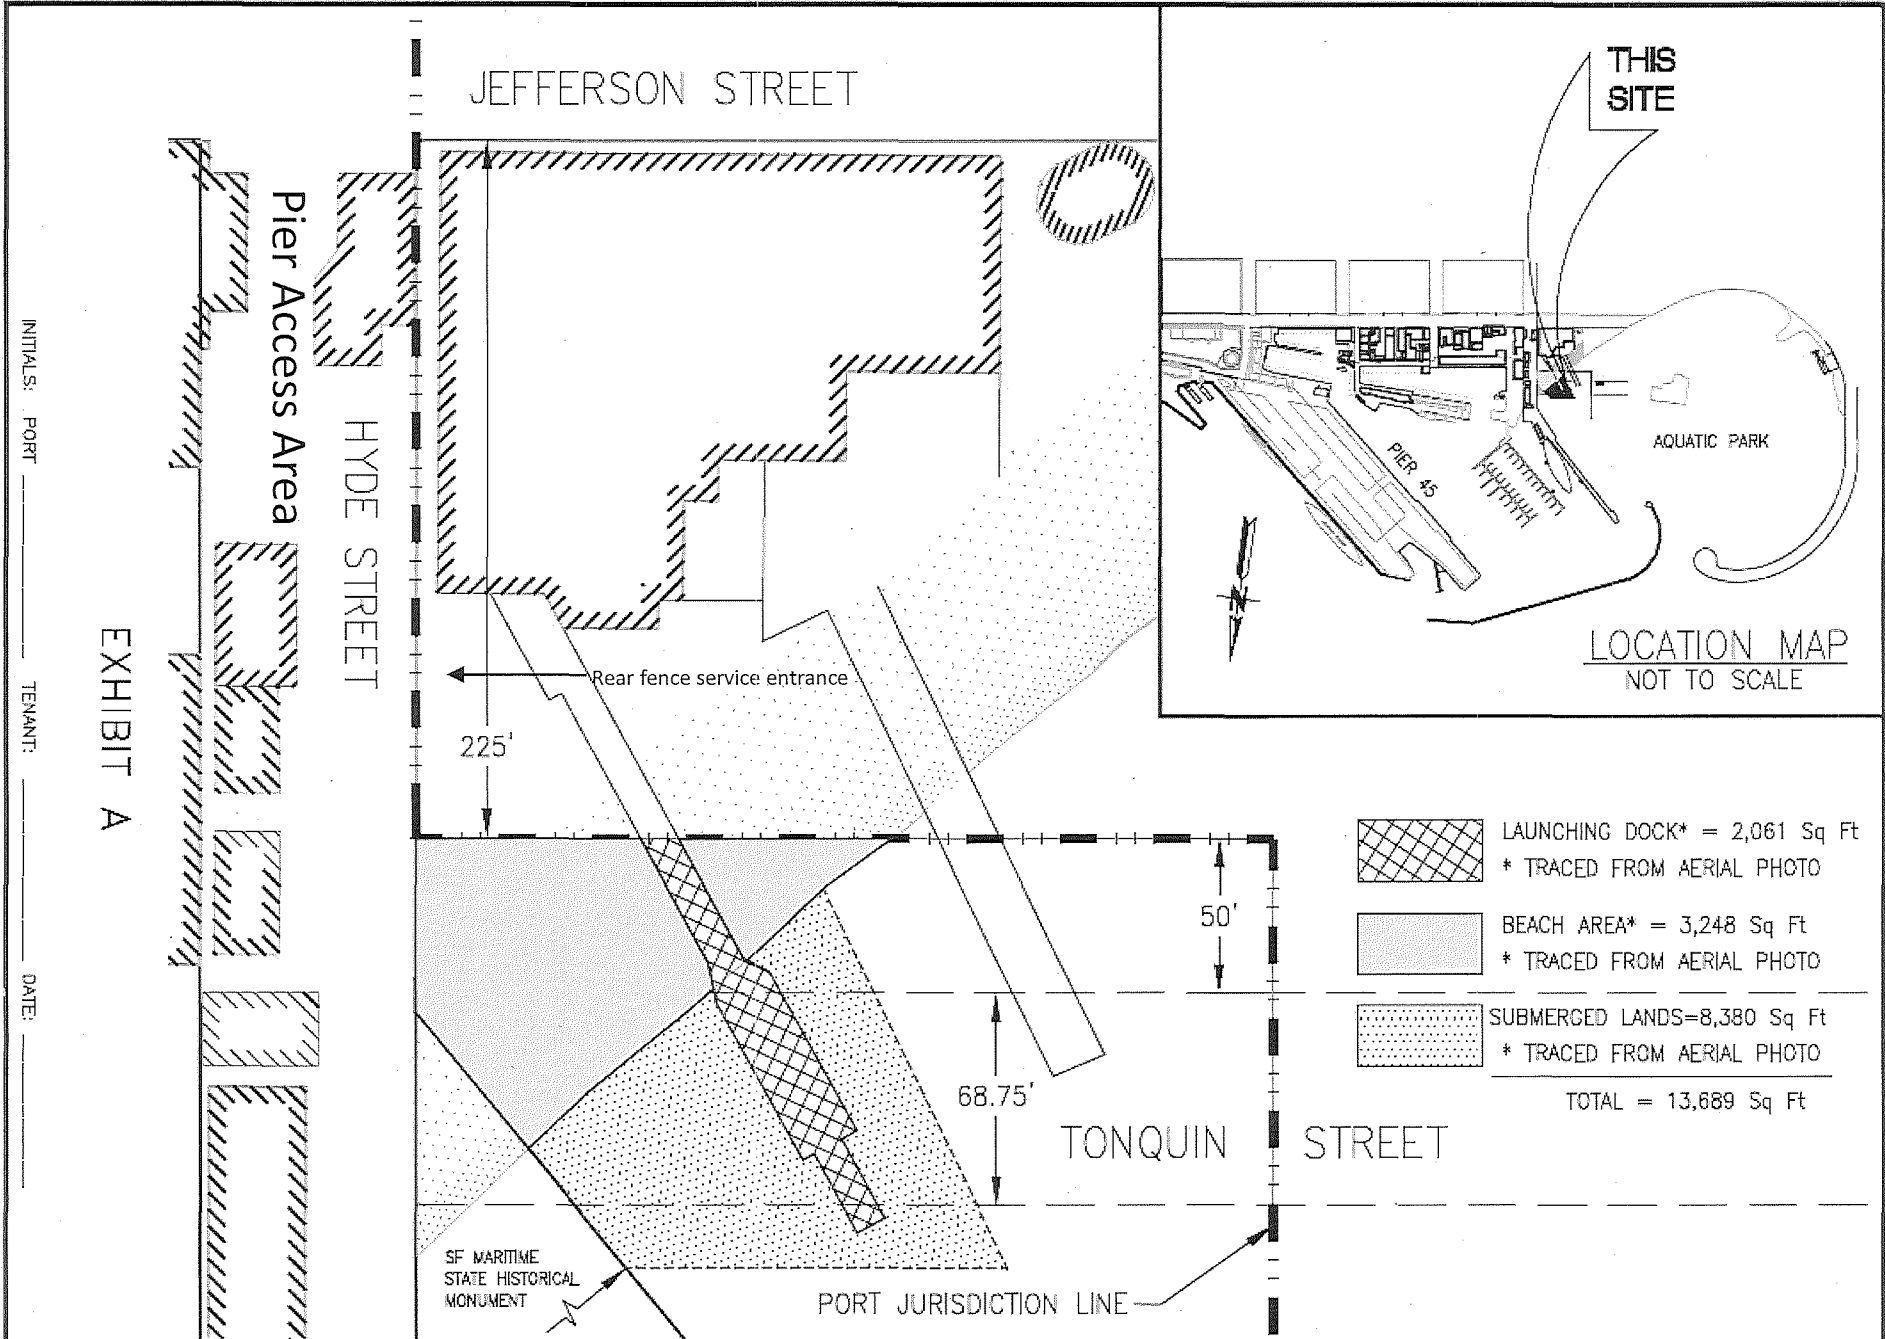 JEFFERSON STREET
THIS
SITE
PIER 45
AQUATIC PARK
N
LOCATION MAP
NOT TO SCALE
Pier Access Area
HYDE STREET
Rear fence service entrance
225'
50'
68.75'
LAUNCHING DOCK* = 2,061 Sq Ft
* TRACED FROM AERIAL PHOTO
BEACH AREA* = 3,248 Sq Ft
* TRACED FROM AERIAL PHOTO
SUBMERGED LANDS=8,380 Sq Ft
* TRACED FROM AERIAL PHOTO
TOTAL = 13,689 Sq Ft
TONQUIN STREET
SF MARITIME
STATE HISTORICAL
MONUMENT
PORT JURISDICTION LINE
EXHIBIT A
INITIALS: PORT TENANT: DATE: